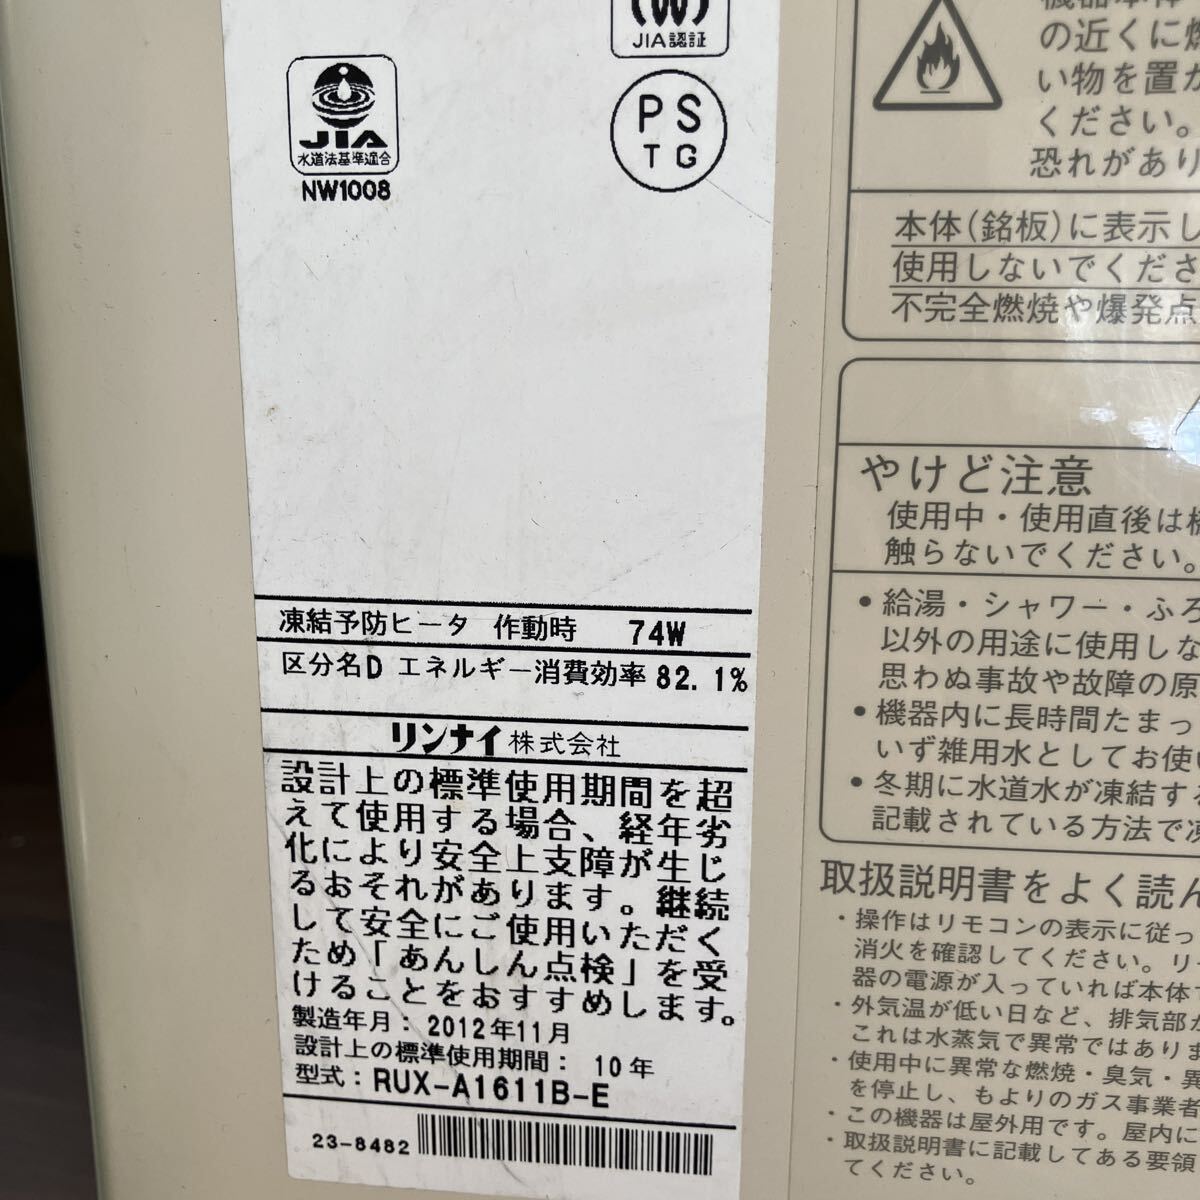 (W)
JIA認証
JIA
水道法基準適合
NW1008
PS
TG
凍結予防ヒータ 作動時 74W
区分名D エネルギー消費効率 82.1%
リンナイ株式会社
設計上の標準使用期間を超
えて使用する場合、経年劣
化により安全上支障が生じ
るおそれがあります。継続
して安全にご使用いただく
ため「あんしん点検」を受
けることをおすすめします。
製造年月：2012年11月
設計上の標準使用期間：10年
型式：RUX-A1611B-E
23-8482
機器本体
の近くに燃
い物を置か
ください。
恐れがあり
本体(銘板)に表示し
使用しないでくださ
不完全燃焼や爆発点
やけど注意
使用中・使用直後は機
触らないでください。
・給湯・シャワー・ふろ
以外の用途に使用しな
思わぬ事故や故障の原
・機器内に長時間たまっ
いず雑用水としてお使い
・冬期に水道水が凍結する
記載されている方法で凍
取扱説明書をよく読ん
・操作はリモコンの表示に従っ
消火を確認してください。リモ
器の電源が入っていれば本体
・外気温が低い日など、排気部か
これは水蒸気で異常ではありま
・使用中に異常な燃焼・臭気・異
を停止し、もよりのガス事業者
・この機器は屋外用です。屋内に
・取扱説明書に記載してある要領
てください。